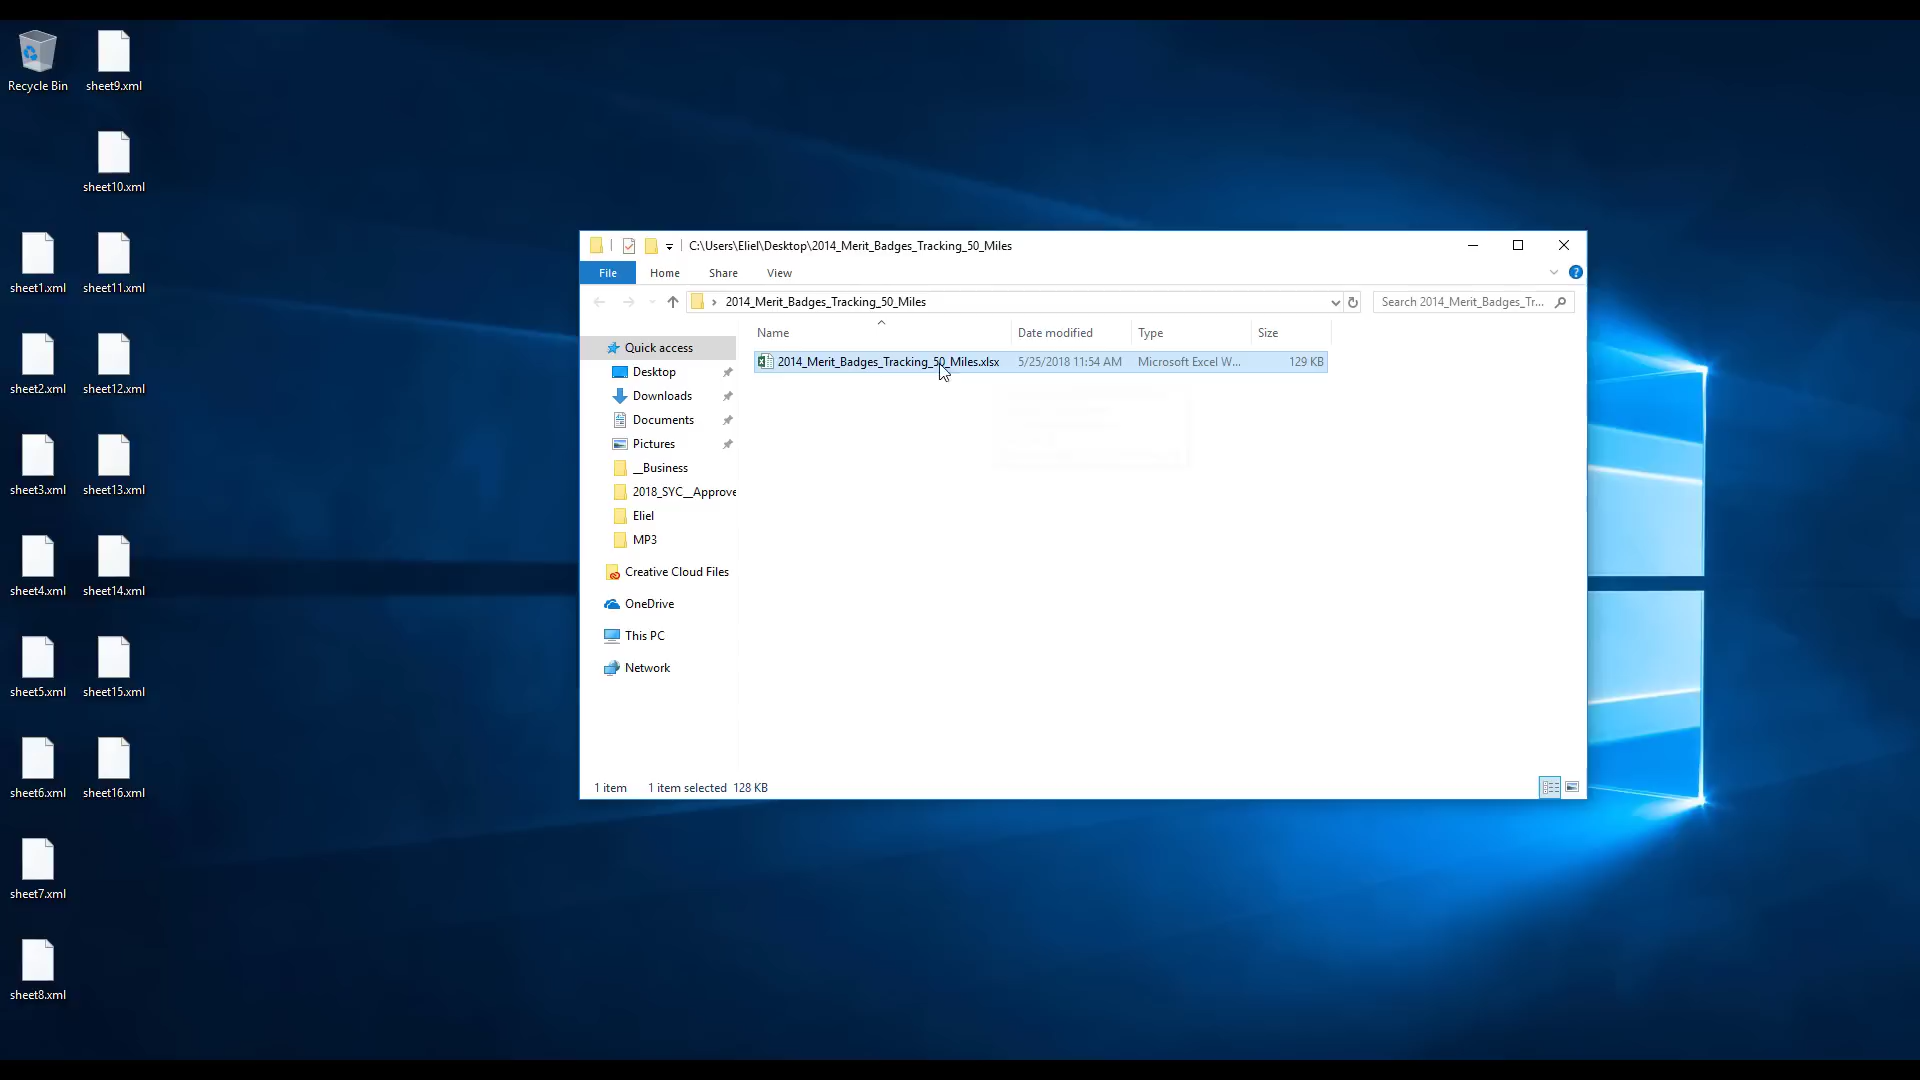 Recycle Bin
sheet9.xml
sheet10.xml
sheet1.xml
sheet11.xml
sheet2.xml
sheet12.xml
sheet3.xml
sheet13.xml
sheet4.xml
sheet14.xml
sheet5.xml
sheet15.xml
sheet6.xml
sheet16.xml
sheet7.xml
sheet8.xml
C:\Users\Eliel\Desktop\2014_Merit_Badges_Tracking_50_Miles
File Home Share View
2014_Merit_Badges_Tracking_50_Miles
Search 2014_Merit_Badges_Tr...
Name Date modified Type Size
2014_Merit_Badges_Tracking_50_Miles.xlsx 5/25/2018 11:54 AM Microsoft Excel W... 129 KB
Quick access
Desktop
Downloads
Documents
Pictures
__Business
2018_SYC__Approve
Eliel
MP3
Creative Cloud Files
OneDrive
This PC
Network
1 item 1 item selected 128 KB